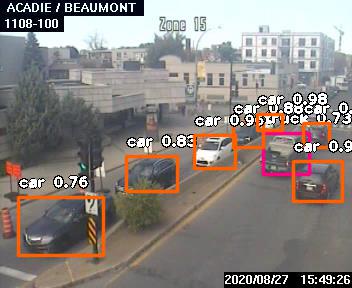 ACADIE / BEAUMONT
1108-100
Zone 15
car 0.98
car 0.88
car 0.9
truck 0.73
car 0.83
car 0.9
car 0.76
2020/08/27 15:49:26